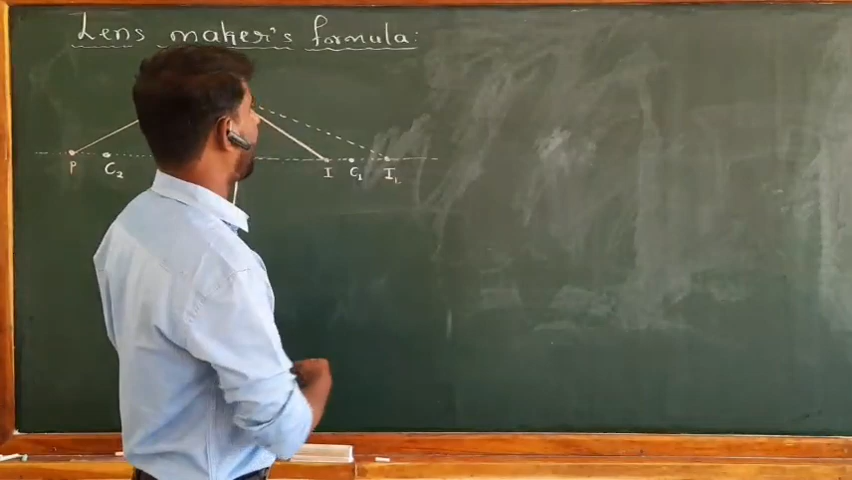 Lens maker's formula:
P C₂ I C₁ I₁